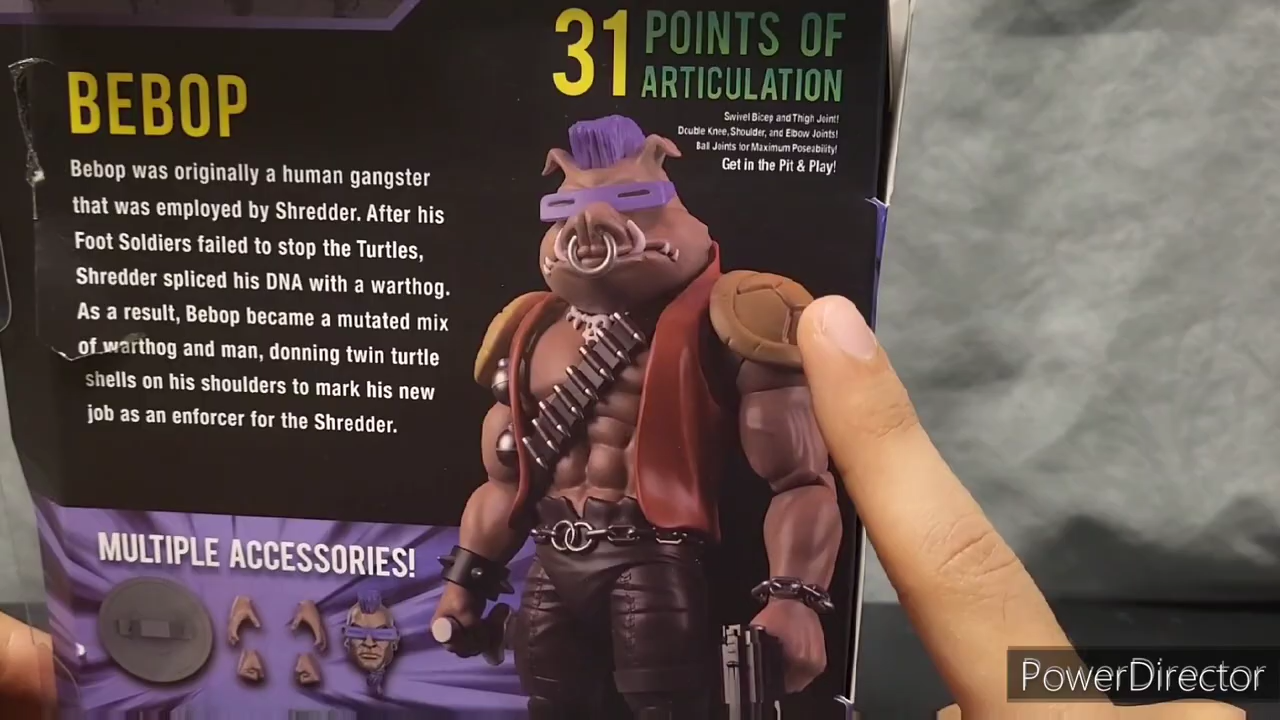 31 POINTS OF
ARTICULATION
Swivel Bicep and Thigh Joint!
Double Knee, Shoulder, and Elbow Joints!
Ball Joints for Maximum Poseability!
Get in the Pit & Play!
BEBOP
Bebop was originally a human gangster
that was employed by Shredder. After his
Foot Soldiers failed to stop the Turtles,
Shredder spliced his DNA with a warthog.
As a result, Bebop became a mutated mix
of warthog and man, donning twin turtle
shells on his shoulders to mark his new
job as an enforcer for the Shredder.
MULTIPLE ACCESSORIES!
PowerDirector